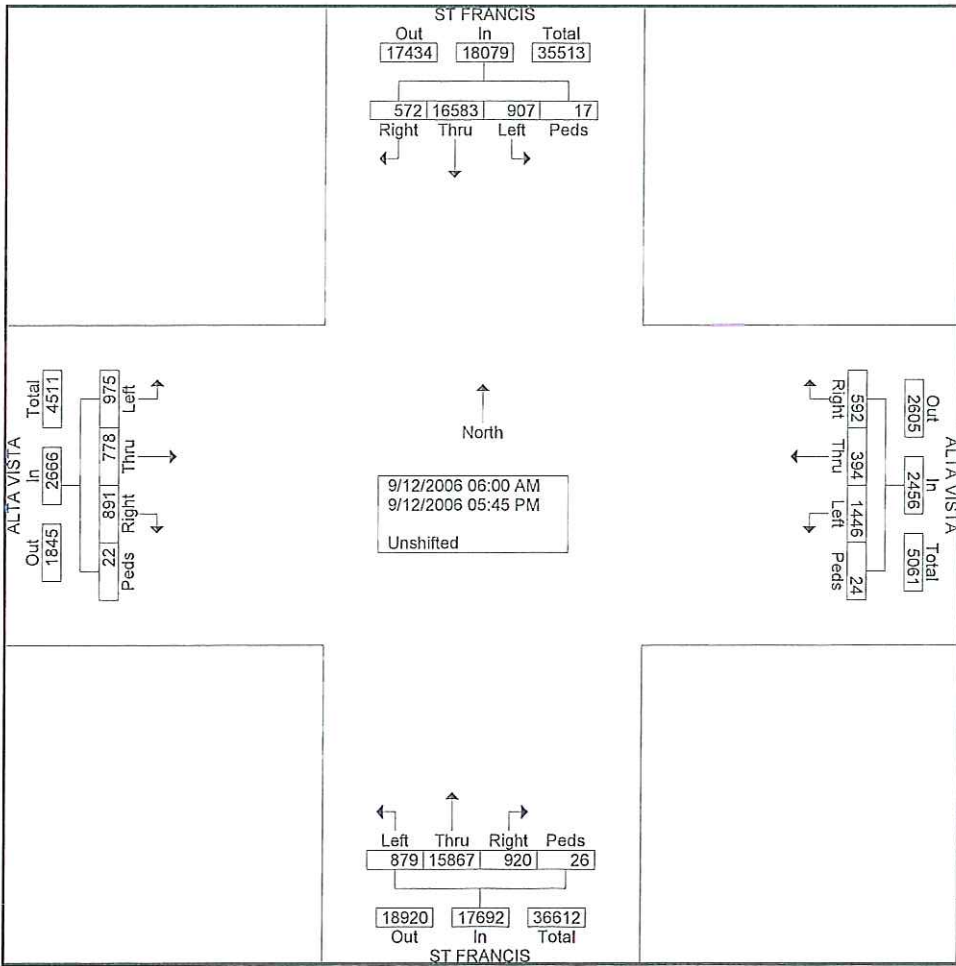 ST FRANCIS
Out In Total
17434 18079 35513
572 16583 907 17
Right Thru Left Peds
ALTA VISTA
Total In Out
4511 2666 1845
975 778 891 22
Left Thru Right Peds
North
9/12/2006 06:00 AM
9/12/2006 05:45 PM
Unshifted
Right Thru Left Peds
592 394 1446 24
2605 2456 5061
Out In Total
ALTA VISTA
Left Thru Right Peds
879 15867 920 26
18920 17692 36612
Out In Total
ST FRANCIS